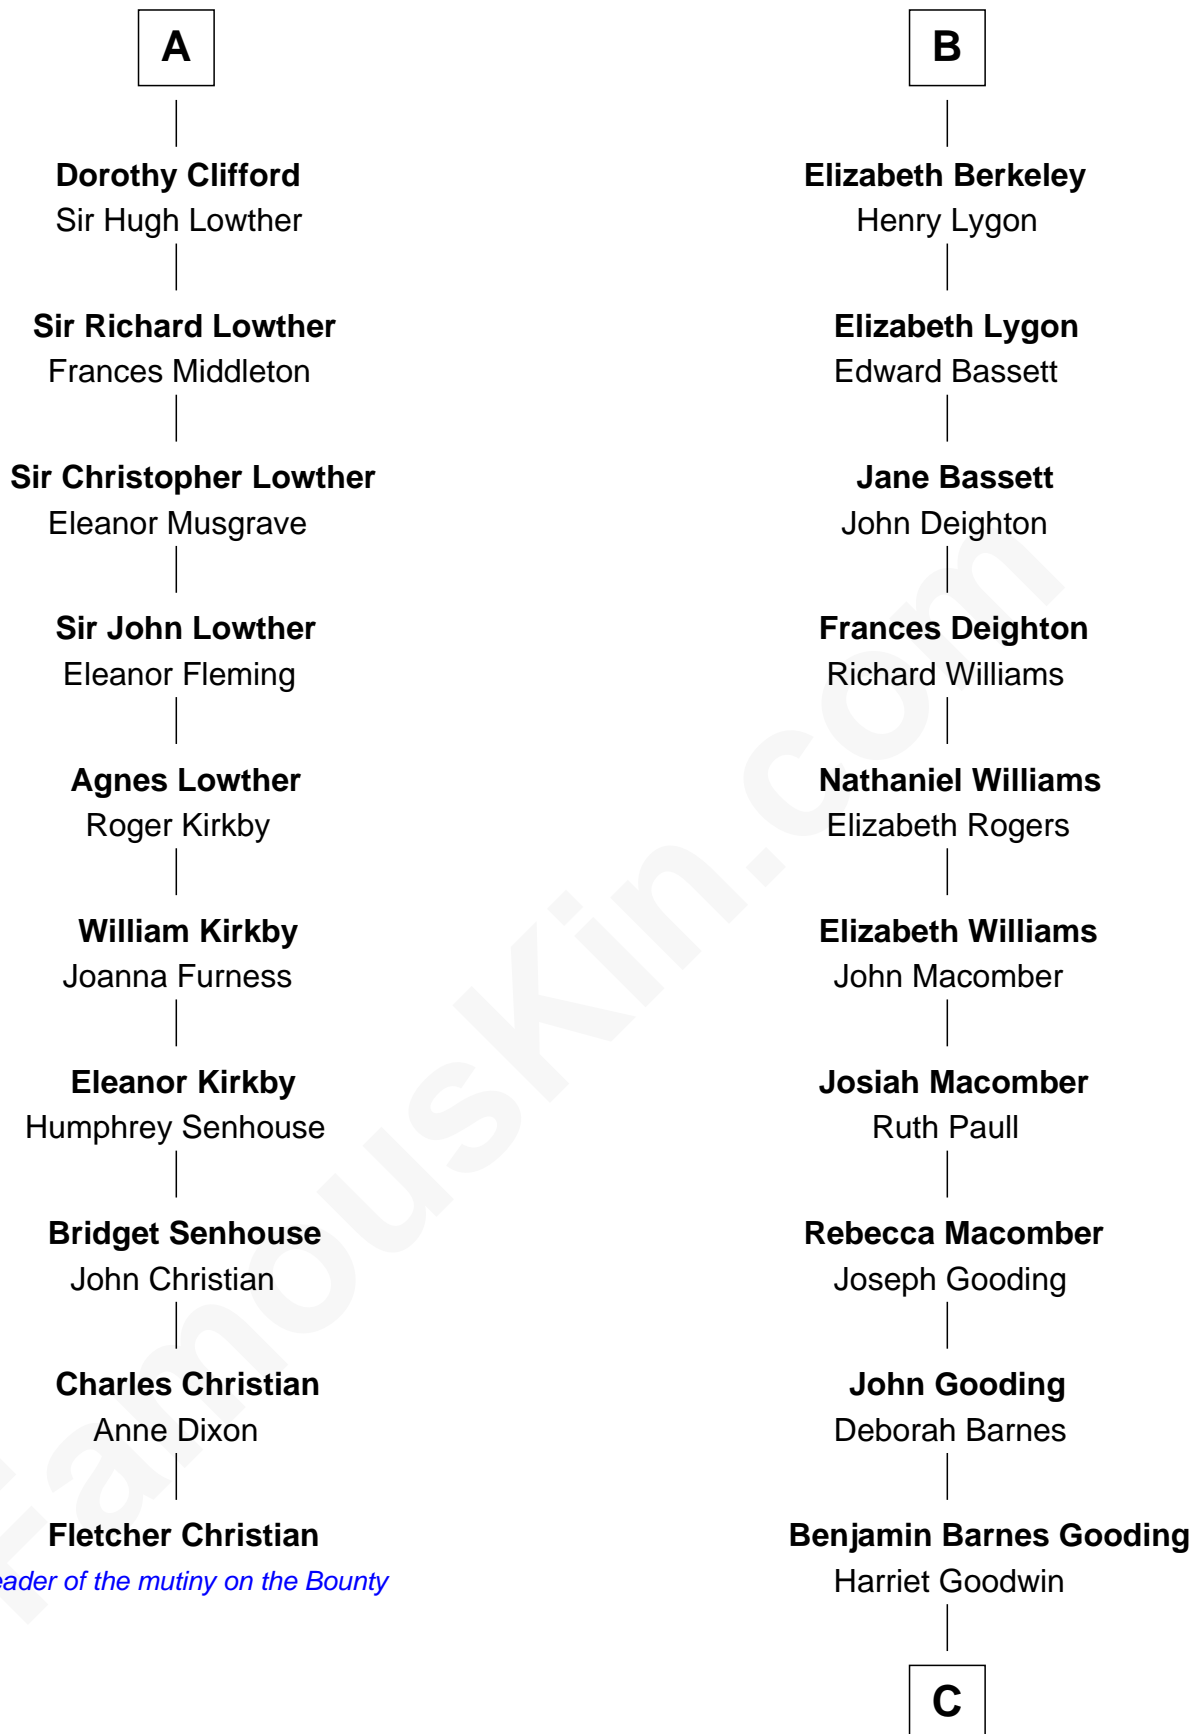 A
Dorothy Clifford
Sir Hugh Lowther
Sir Richard Lowther
Frances Middleton
Sir Christopher Lowther
Eleanor Musgrave
Sir John Lowther
Eleanor Fleming
Agnes Lowther
Roger Kirkby
William Kirkby
Joanna Furness
Eleanor Kirkby
Humphrey Senhouse
Bridget Senhouse
John Christian
Charles Christian
Anne Dixon
Fletcher Christian
eader of the mutiny on the Bounty
B
Elizabeth Berkeley
Henry Lygon
Elizabeth Lygon
Edward Bassett
Jane Bassett
John Deighton
Frances Deighton
Richard Williams
Nathaniel Williams
Elizabeth Rogers
Elizabeth Williams
John Macomber
Josiah Macomber
Ruth Paull
Rebecca Macomber
Joseph Gooding
John Gooding
Deborah Barnes
Benjamin Barnes Gooding
Harriet Goodwin
C
FamousKin.com